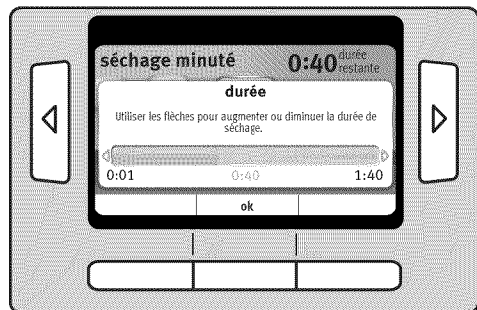 séchage minuté 0:40 durée restante
durée
Utiliser les flèches pour augmenter ou diminuer la durée de
séchage.
0:01 0:40 1:40
ok